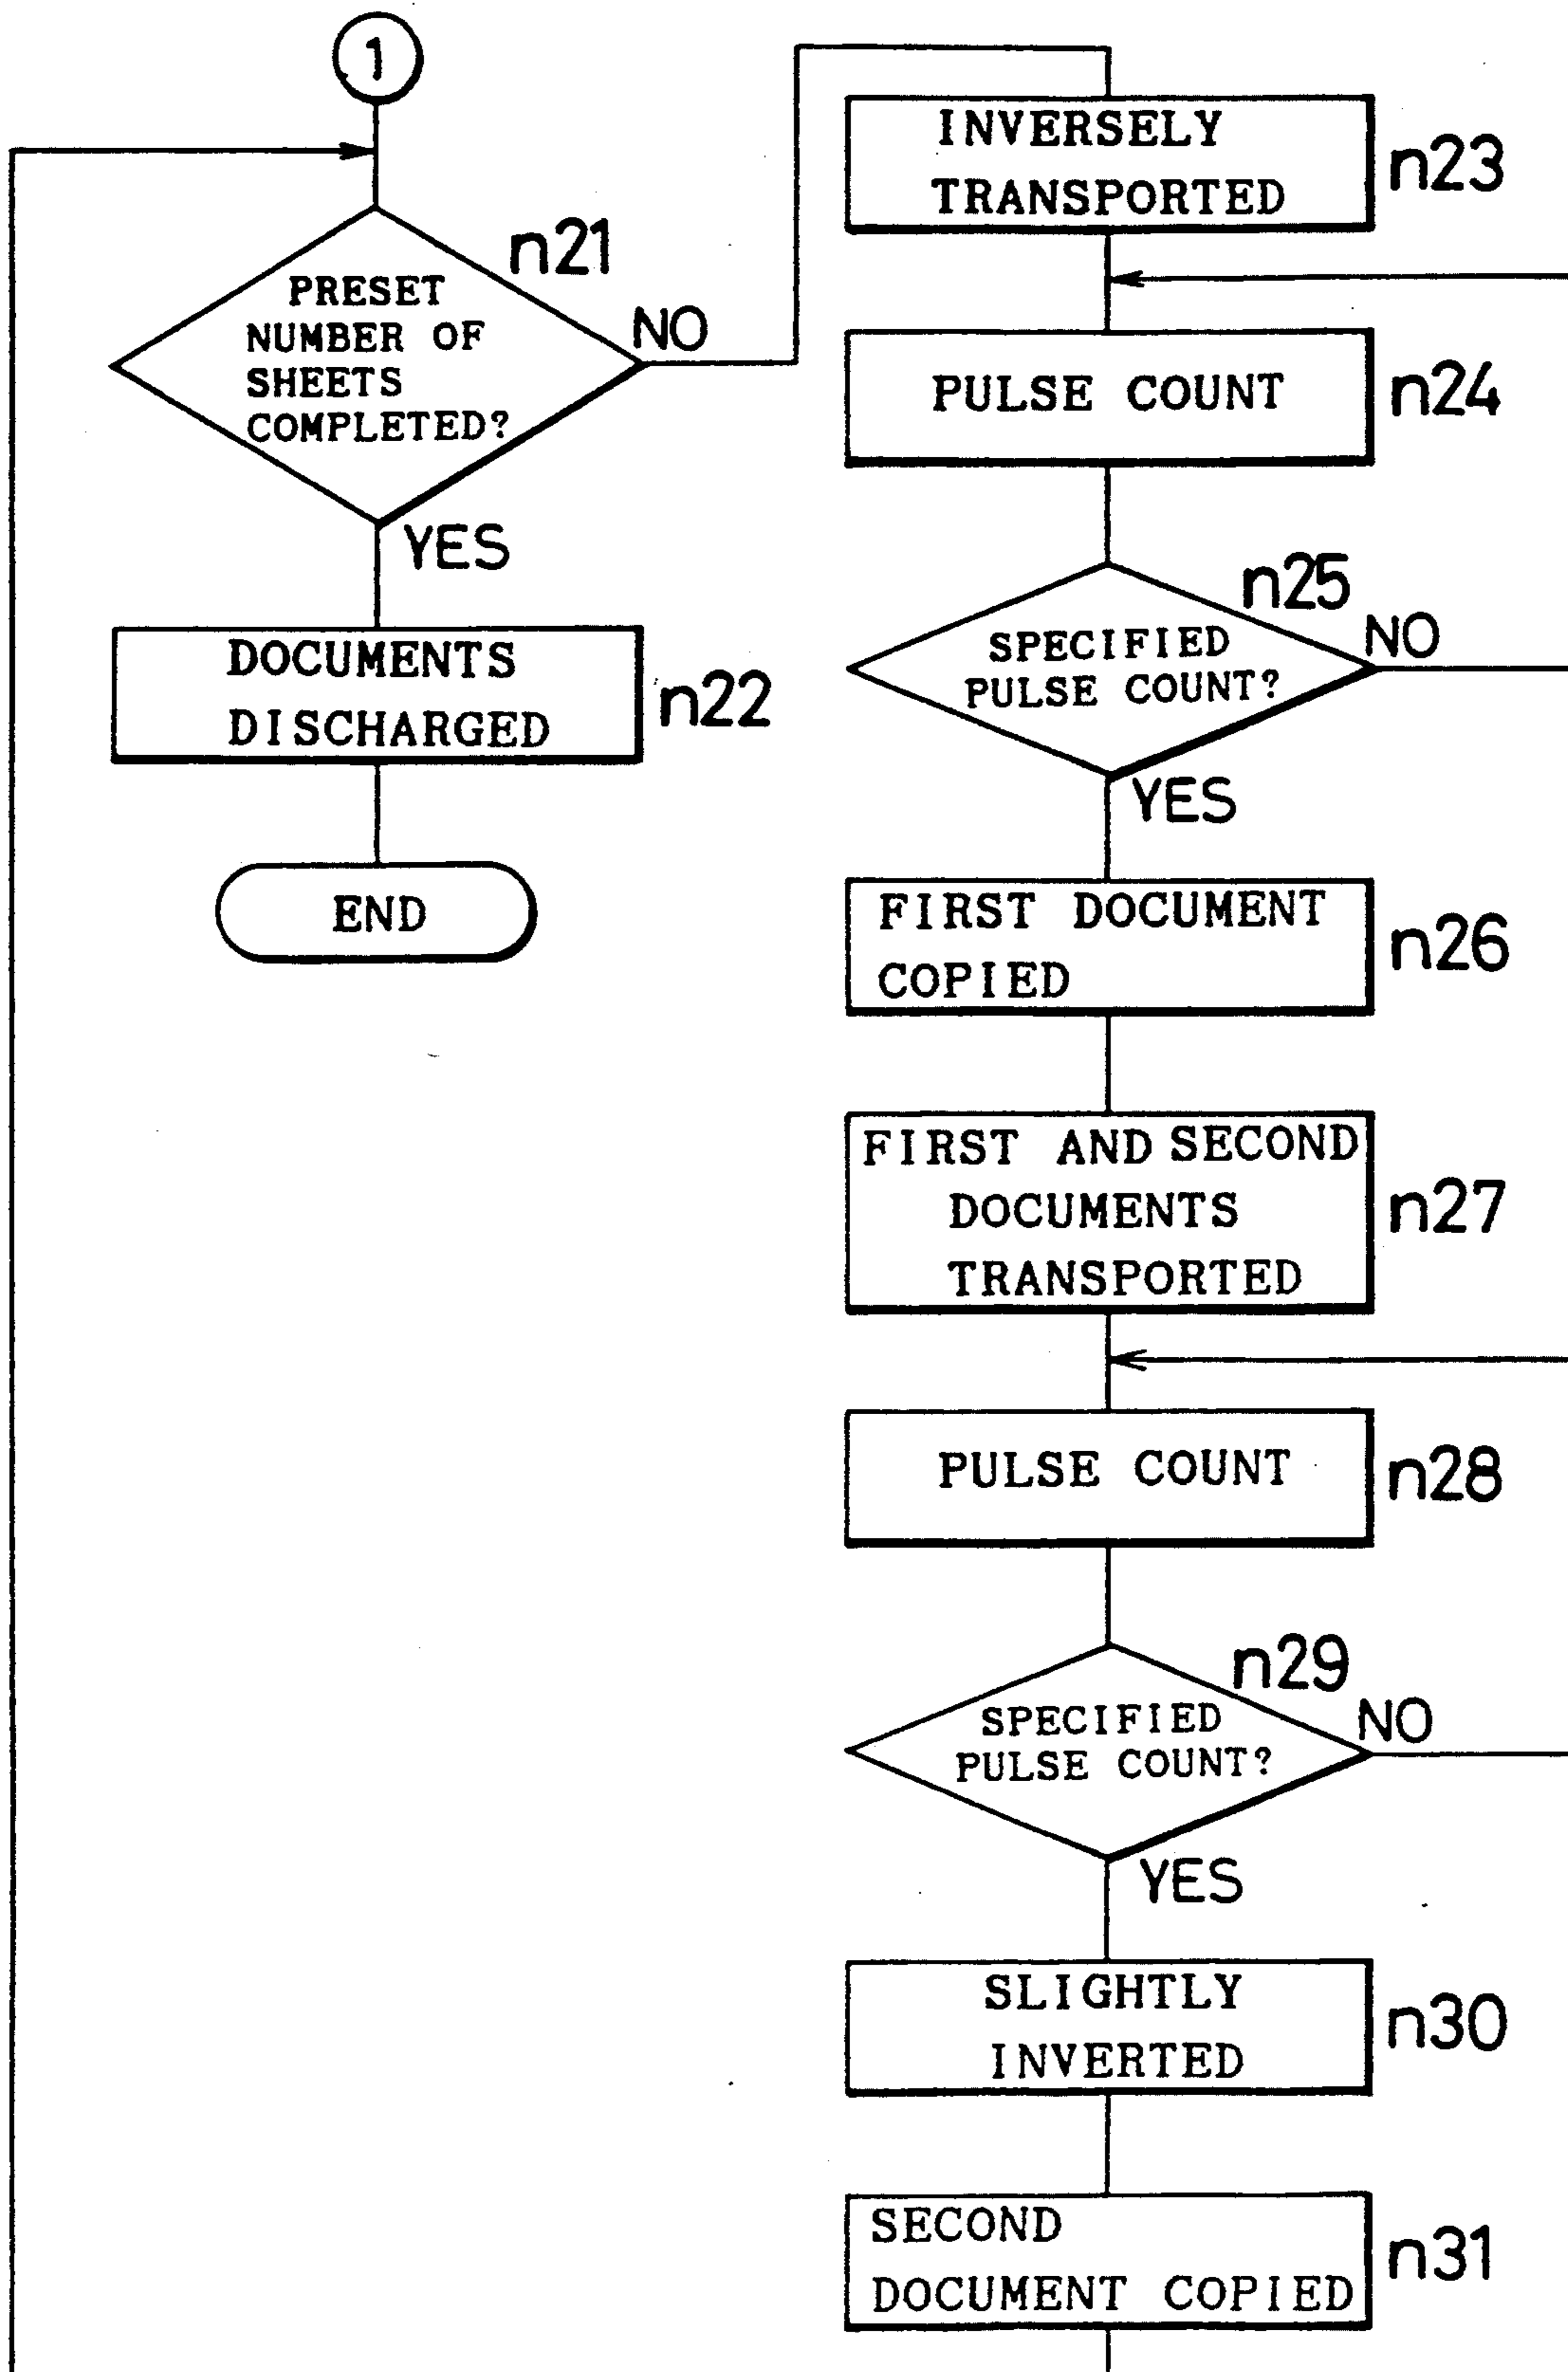 1
n21
PRESET
NUMBER OF
SHEETS
COMPLETED?
NO
YES
DOCUMENTS
DISCHARGED
n22
END
INVERSELY
TRANSPORTED
n23
PULSE COUNT
n24
n25
SPECIFIED
PULSE COUNT?
NO
YES
FIRST DOCUMENT
COPIED
n26
FIRST AND SECOND
DOCUMENTS
TRANSPORTED
n27
PULSE COUNT
n28
n29
SPECIFIED
PULSE COUNT?
NO
YES
SLIGHTLY
INVERTED
n30
SECOND
DOCUMENT COPIED
n31